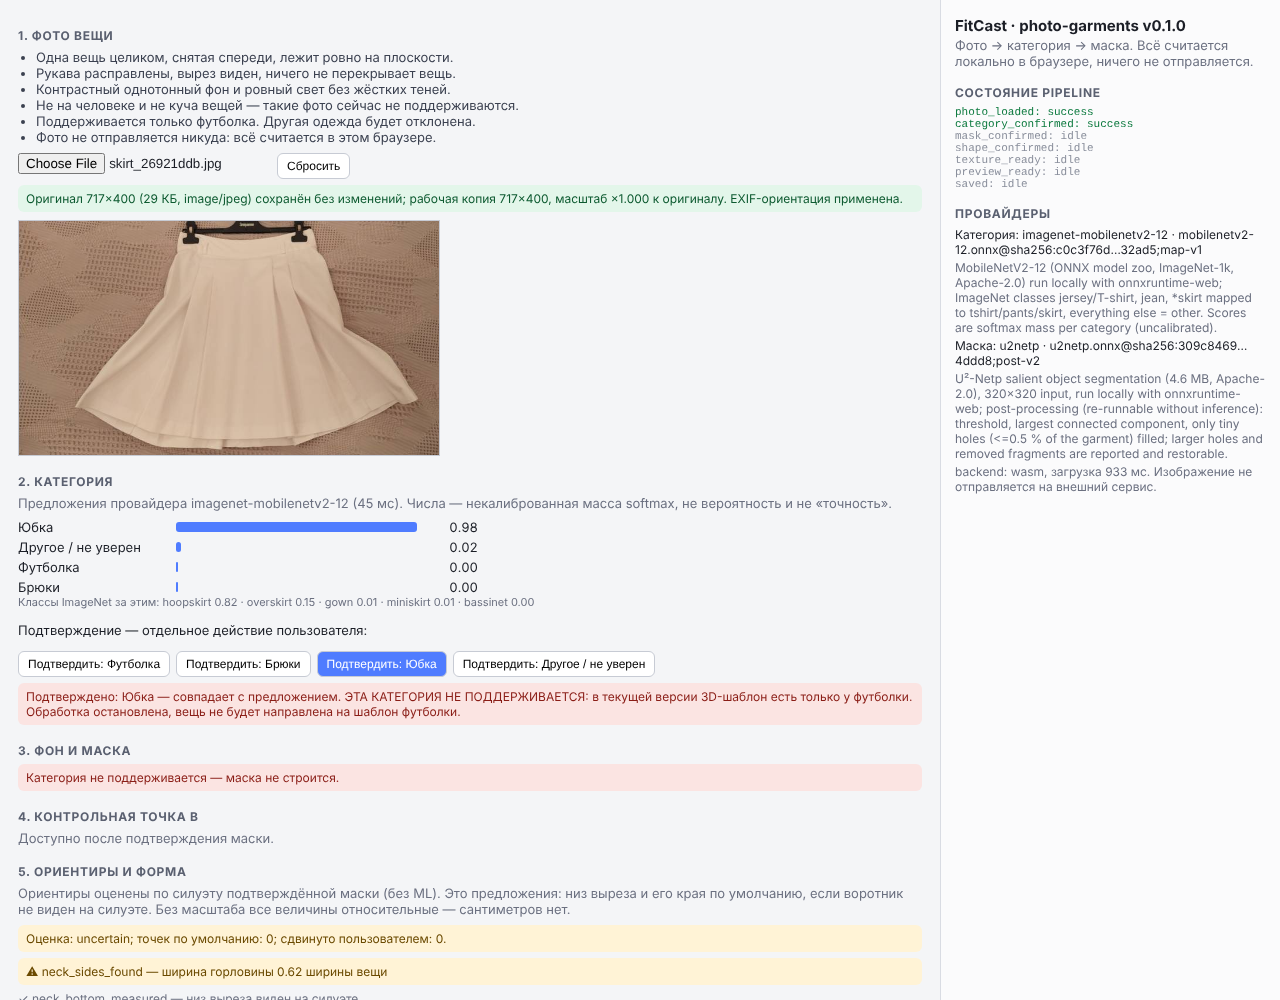 1. ФОТО ВЕЩИ
Одна вещь целиком, снятая спереди, лежит ровно на плоскости.
Рукава расправлены, вырез виден, ничего не перекрывает вещь.
Контрастный однотонный фон и ровный свет без жёстких теней.
Не на человеке и не куча вещей — такие фото сейчас не поддерживаются.
Поддерживается только футболка. Другая одежда будет отклонена.
Фото не отправляется никуда: всё считается в этом браузере.
Choose File skirt_26921ddb.jpg Сбросить
Оригинал 717×400 (29 КБ, image/jpeg) сохранён без изменений; рабочая копия 717×400, масштаб ×1.000 к оригиналу. EXIF-ориентация применена.
2. КАТЕГОРИЯ
Предложения провайдера imagenet-mobilenetv2-12 (45 мс). Числа — некалиброванная масса softmax, не вероятность и не «точность».
Юбка 0.98
Другое / не уверен 0.02
Футболка 0.00
Брюки 0.00
Классы ImageNet за этим: hoopskirt 0.82 · overskirt 0.15 · gown 0.01 · miniskirt 0.01 · bassinet 0.00
Подтверждение — отдельное действие пользователя:
Подтвердить: Футболка Подтвердить: Брюки Подтвердить: Юбка Подтвердить: Другое / не уверен
Подтверждено: Юбка — совпадает с предложением. ЭТА КАТЕГОРИЯ НЕ ПОДДЕРЖИВАЕТСЯ: в текущей версии 3D-шаблон есть только у футболки.
Обработка остановлена, вещь не будет направлена на шаблон футболки.
3. ФОН И МАСКА
Категория не поддерживается — маска не строится.
4. КОНТРОЛЬНАЯ ТОЧКА B
Доступно после подтверждения маски.
5. ОРИЕНТИРЫ И ФОРМА
Ориентиры оценены по силуэту подтверждённой маски (без ML). Это предложения: низ выреза и его края по умолчанию, если воротник
не виден на силуэте. Без масштаба все величины относительные — сантиметров нет.
Оценка: uncertain; точек по умолчанию: 0; сдвинуто пользователем: 0.
⚠ neck_sides_found — ширина горловины 0.62 ширины вещи
✓ neck_bottom_measured — низ выреза виден на силуэте
FitCast · photo-garments v0.1.0
Фото → категория → маска. Всё считается
локально в браузере, ничего не отправляется.
СОСТОЯНИЕ PIPELINE
photo_loaded: success
category_confirmed: success
mask_confirmed: idle
shape_confirmed: idle
texture_ready: idle
preview_ready: idle
saved: idle
ПРОВАЙДЕРЫ
Категория: imagenet-mobilenetv2-12 · mobilenetv2-
12.onnx@sha256:c0c3f76d…32ad5;map-v1
MobileNetV2-12 (ONNX model zoo, ImageNet-1k,
Apache-2.0) run locally with onnxruntime-web;
ImageNet classes jersey/T-shirt, jean, *skirt mapped
to tshirt/pants/skirt, everything else = other. Scores
are softmax mass per category (uncalibrated).
Маска: u2netp · u2netp.onnx@sha256:309c8469…
4ddd8;post-v2
U²-Netp salient object segmentation (4.6 MB, Apache-
2.0), 320×320 input, run locally with onnxruntime-
web; post-processing (re-runnable without inference):
threshold, largest connected component, only tiny
holes (<=0.5 % of the garment) filled; larger holes and
removed fragments are reported and restorable.
backend: wasm, загрузка 933 мс. Изображение не
отправляется на внешний сервис.